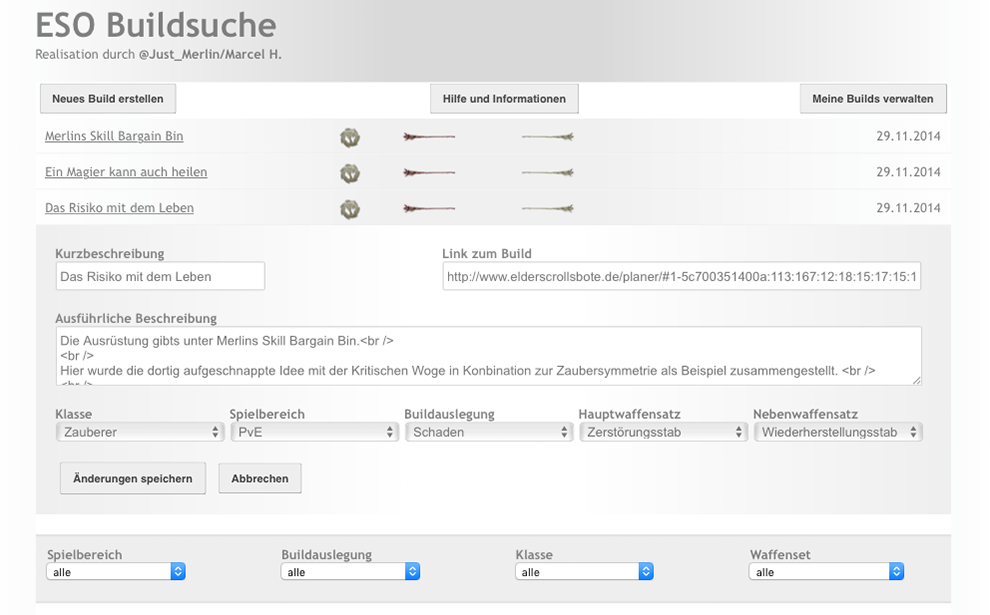 ESO Buildsuche
Realisation durch @Just_Merlin/Marcel H.
Neues Build erstellen Hilfe und Informationen Meine Builds verwalten
Merlins Skill Bargain Bin 29.11.2014
Ein Magier kann auch heilen 29.11.2014
Das Risiko mit dem Leben 29.11.2014
Kurzbeschreibung Link zum Build
Das Risiko mit dem Leben http://www.elderscrollsbote.de/planer/#1-5c700351400a:113:167:12:18:15:17:15:1
Ausführliche Beschreibung
Die Ausrüstung gibts unter Merlins Skill Bargain Bin.<br />
<br />
Hier wurde die dortig aufgeschnappte Idee mit der Kritischen Woge in Konbination zur Zaubersymmetrie als Beispiel zusammengestellt. <br />
<br />
Klasse Spielbereich Buildauslegung Hauptwaffensatz Nebenwaffensatz
Zauberer PvE Schaden Zerstörungsstab Wiederherstellungsstab
Änderungen speichern Abbrechen
Spielbereich Buildauslegung Klasse Waffenset
alle alle alle alle